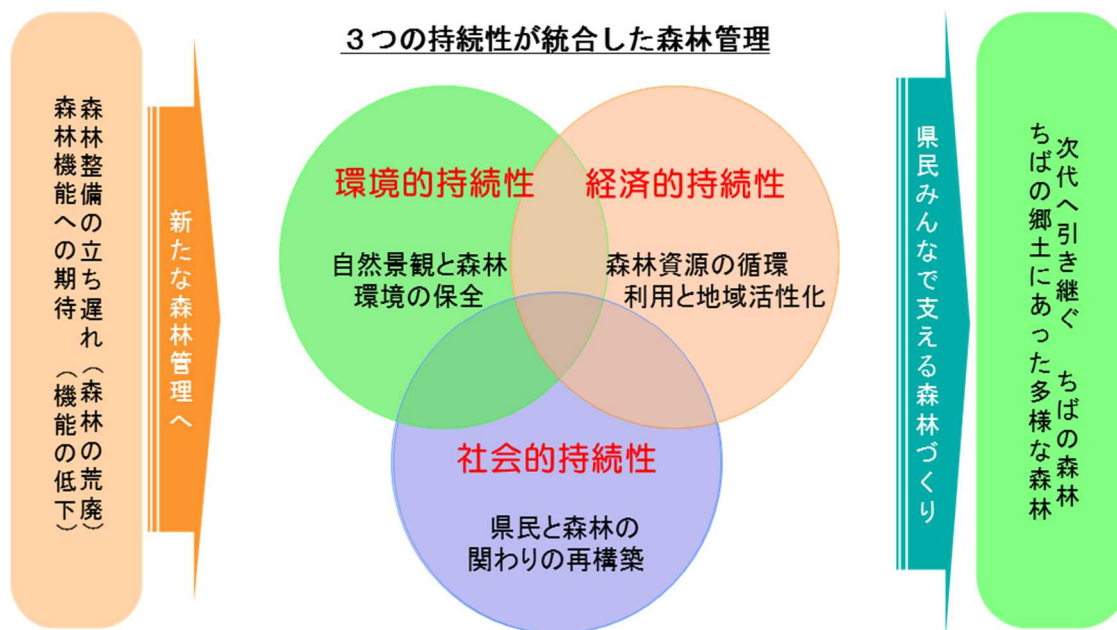 ３つの持続性が統合した森林管理
森林整備の立ち遅れ（森林の荒廃）
森林機能への期待　（機能の低下）
新たな森林管理へ
環境的持続性
自然景観と森林
環境の保全
経済的持続性
森林資源の循環
利用と地域活性化
社会的持続性
県民と森林の
関わりの再構築
県民みんなで支える森林づくり
次代へ引き継ぐ　ちばの森林
ちばの郷土にあった多様な森林